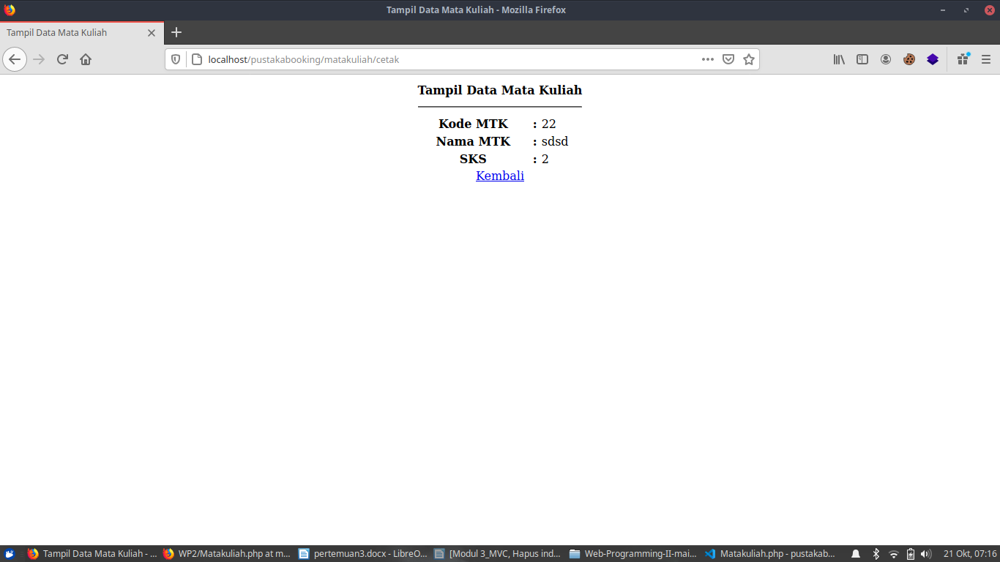 Tampil Data Mata Kuliah - Mozilla Firefox
Tampil Data Mata Kuliah
localhost/pustakabooking/matakuliah/cetak
Tampil Data Mata Kuliah
Kode MTK : 22
Nama MTK : sdsd
SKS : 2
Kembali
Tampil Data Mata Kuliah - ... WP2/Matakuliah.php at m... pertemuan3.docx - LibreO... [Modul 3_MVC, Hapus ind... Web-Programming-II-mai... Matakuliah.php - pustakab... 21 Okt, 07:16